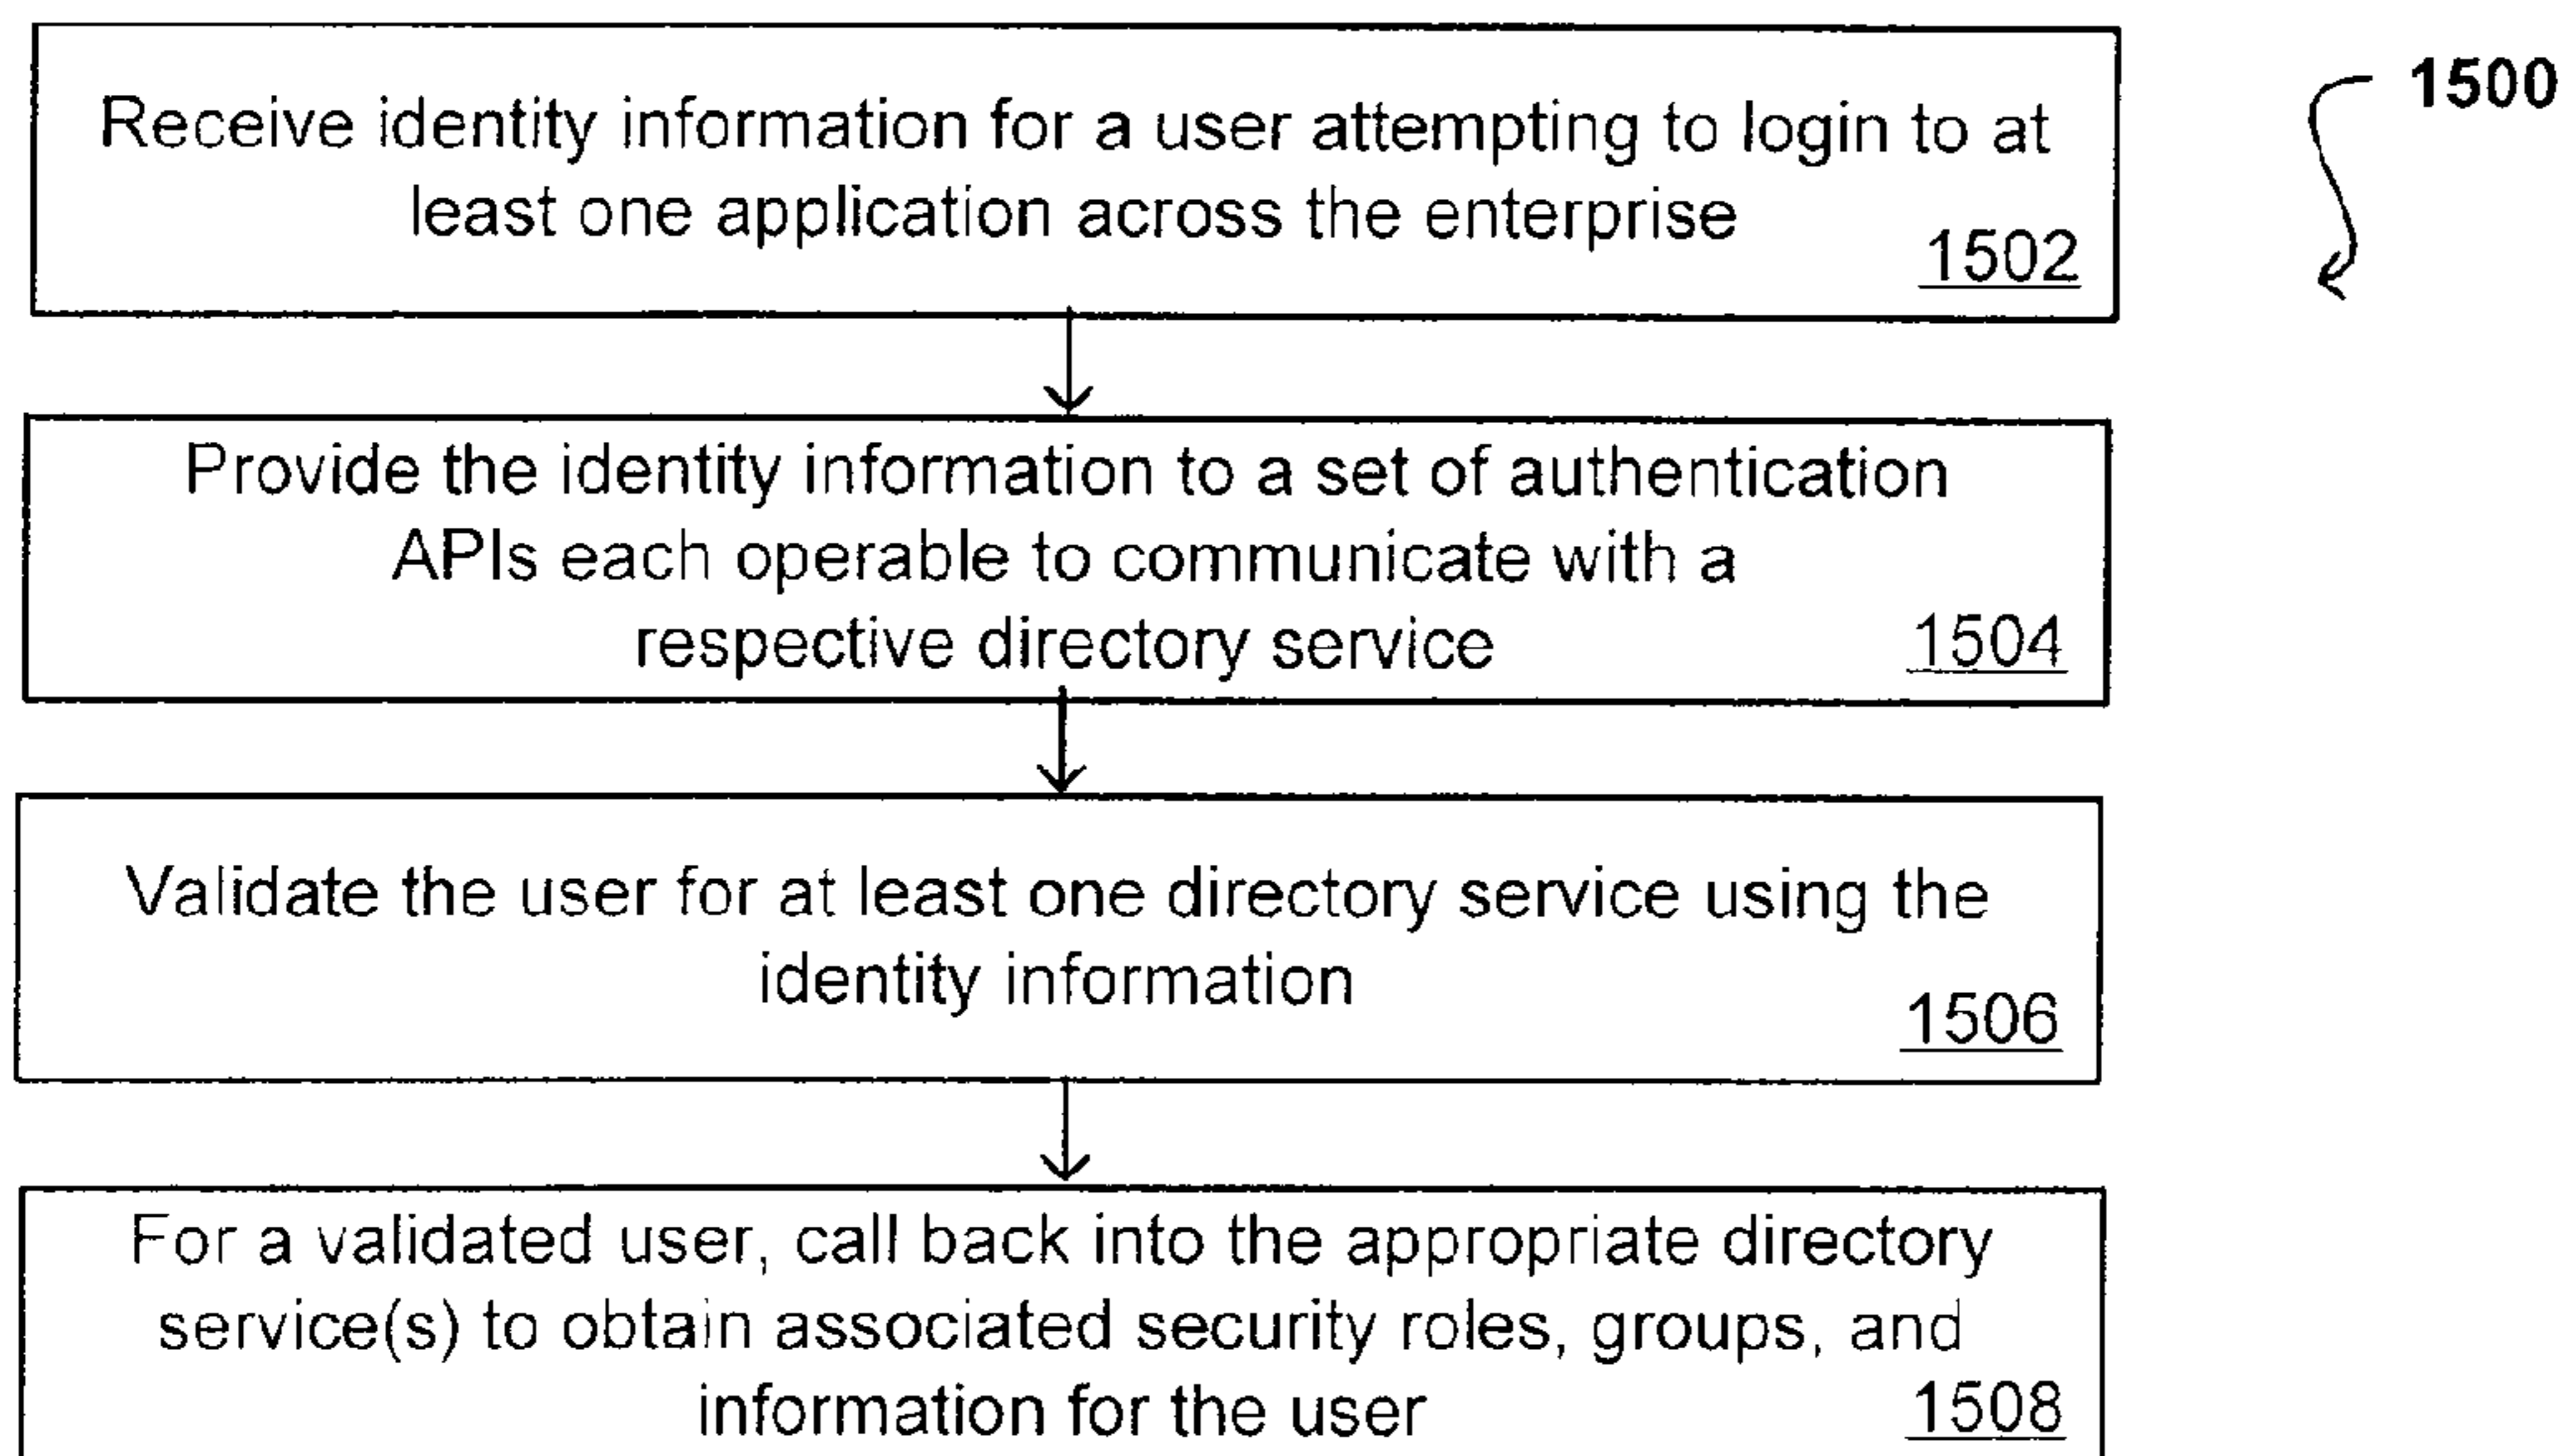 1500
Receive identity information for a user attempting to login to at
least one application across the enterprise
1502
Provide the identity information to a set of authentication
APIs each operable to communicate with a
respective directory service
1504
Validate the user for at least one directory service using the
identity information
1506
For a validated user, call back into the appropriate directory
service(s) to obtain associated security roles, groups, and
information for the user
1508